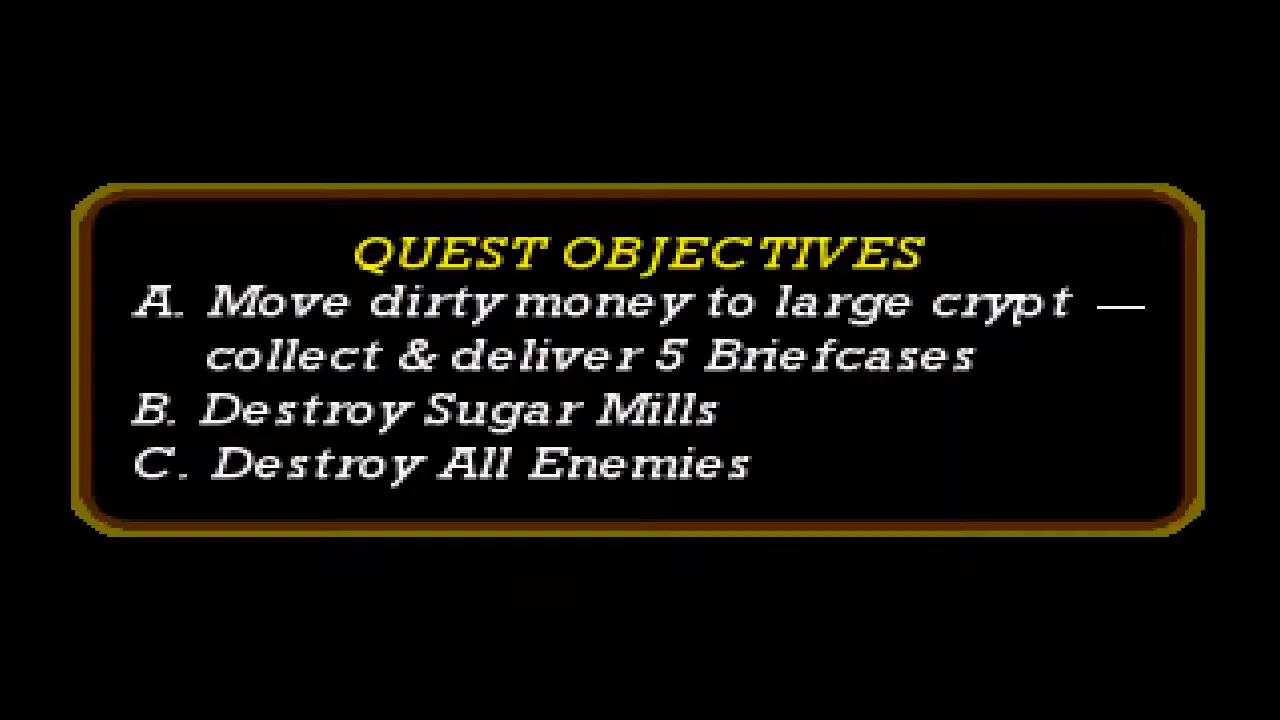 QUEST OBJECTIVES
A. Move dirty money to large crypt —
collect & deliver 5 Briefcases
B. Destroy Sugar Mills
C. Destroy All Enemies